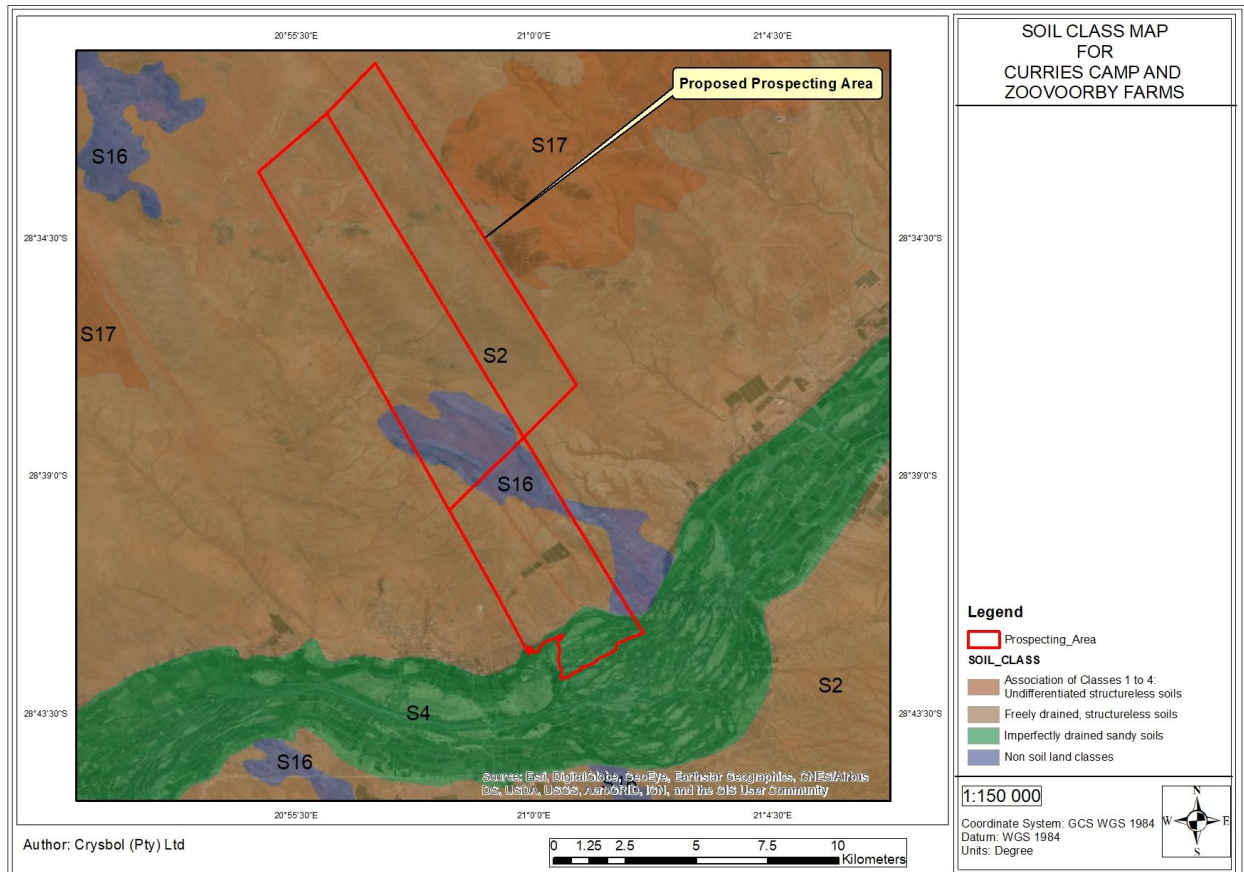 SOIL CLASS MAP
FOR
CURRIES CAMP AND
ZOOVOORBY FARMS
20°55'30"E
21°0'0"E
21°4'30"E
Proposed Prospecting Area
S17
S16
28°34'30"S
28°34'30"S
S17
S2
28°39'0"S
28°39'0"S
S16
S2
S4
28°43'30"S
28°43'30"S
S16
Source: Esri, DigitalGlobe, GeoEye, Earthstar Geographics, CNES/Airbus
DS, USDA, USGS, AeroGRID, IGN, and the GIS User Community
20°55'30"E
21°0'0"E
21°4'30"E
Legend
Prospecting_Area
SOIL_CLASS
Association of Classes 1 to 4:
Undifferentiated structureless soils
Freely drained, structureless soils
Imperfectly drained sandy soils
Non soil land classes
1:150 000
Coordinate System: GCS WGS 1984
Datum: WGS 1984
Units: Degree
N
W
E
S
Author: Crysbol (Pty) Ltd
0 1.25 2.5 5 7.5 10
Kilometers